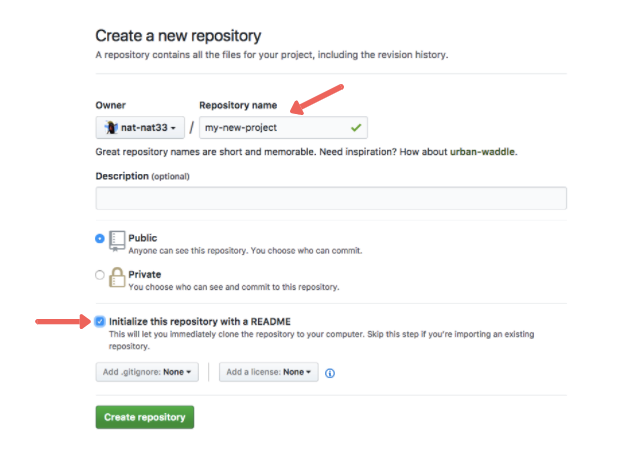 Create a new repository
A repository contains all the files for your project, including the revision history.
Owner Repository name
nat-nat33 / my-new-project
Great repository names are short and memorable. Need inspiration? How about urban-waddle.
Description (optional)
Public
Anyone can see this repository. You choose who can commit.
Private
You choose who can see and commit to this repository.
Initialize this repository with a README
This will let you immediately clone the repository to your computer. Skip this step if you're importing an existing
repository.
Add .gitignore: None Add a license: None
Create repository